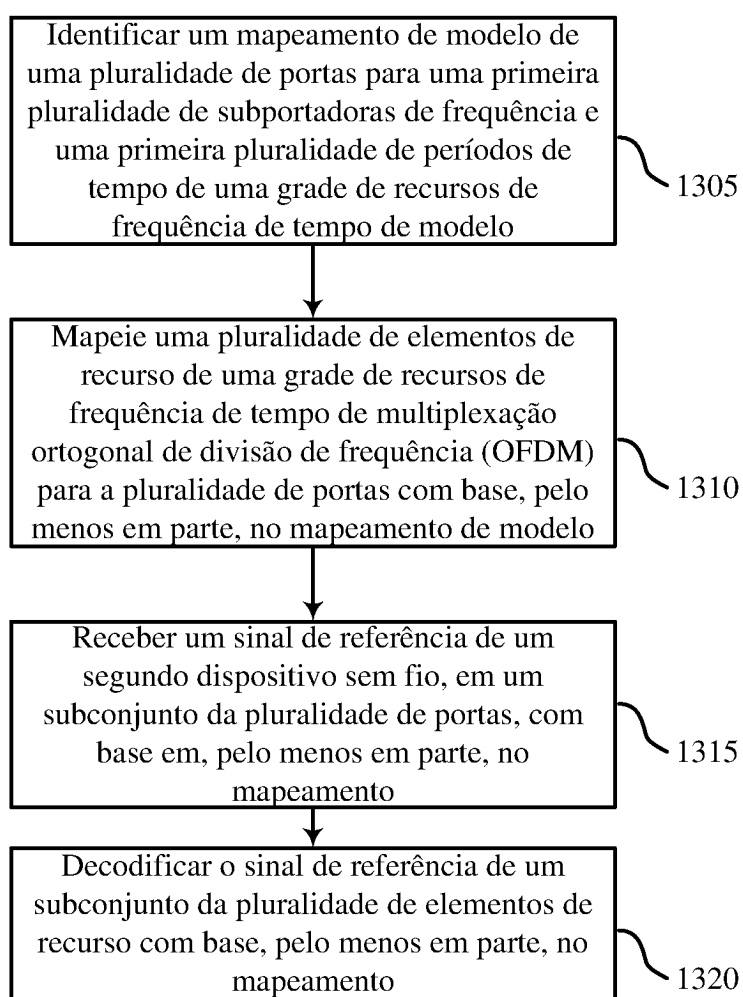 Identificar um mapeamento de modelo de
uma pluralidade de portas para uma primeira
pluralidade de subportadoras de frequência e
uma primeira pluralidade de períodos de
tempo de uma grade de recursos de
frequência de tempo de modelo
1305
Mapeie uma pluralidade de elementos de
recurso de uma grade de recursos de
frequência de tempo de multiplexação
ortogonal de divisão de frequência (OFDM)
para a pluralidade de portas com base, pelo
menos em parte, no mapeamento de modelo
1310
Receber um sinal de referência de um
segundo dispositivo sem fio, em um
subconjunto da pluralidade de portas, com
base em, pelo menos em parte, no
mapeamento
1315
Decodificar o sinal de referência de um
subconjunto da pluralidade de elementos de
recurso com base, pelo menos em parte, no
mapeamento
1320